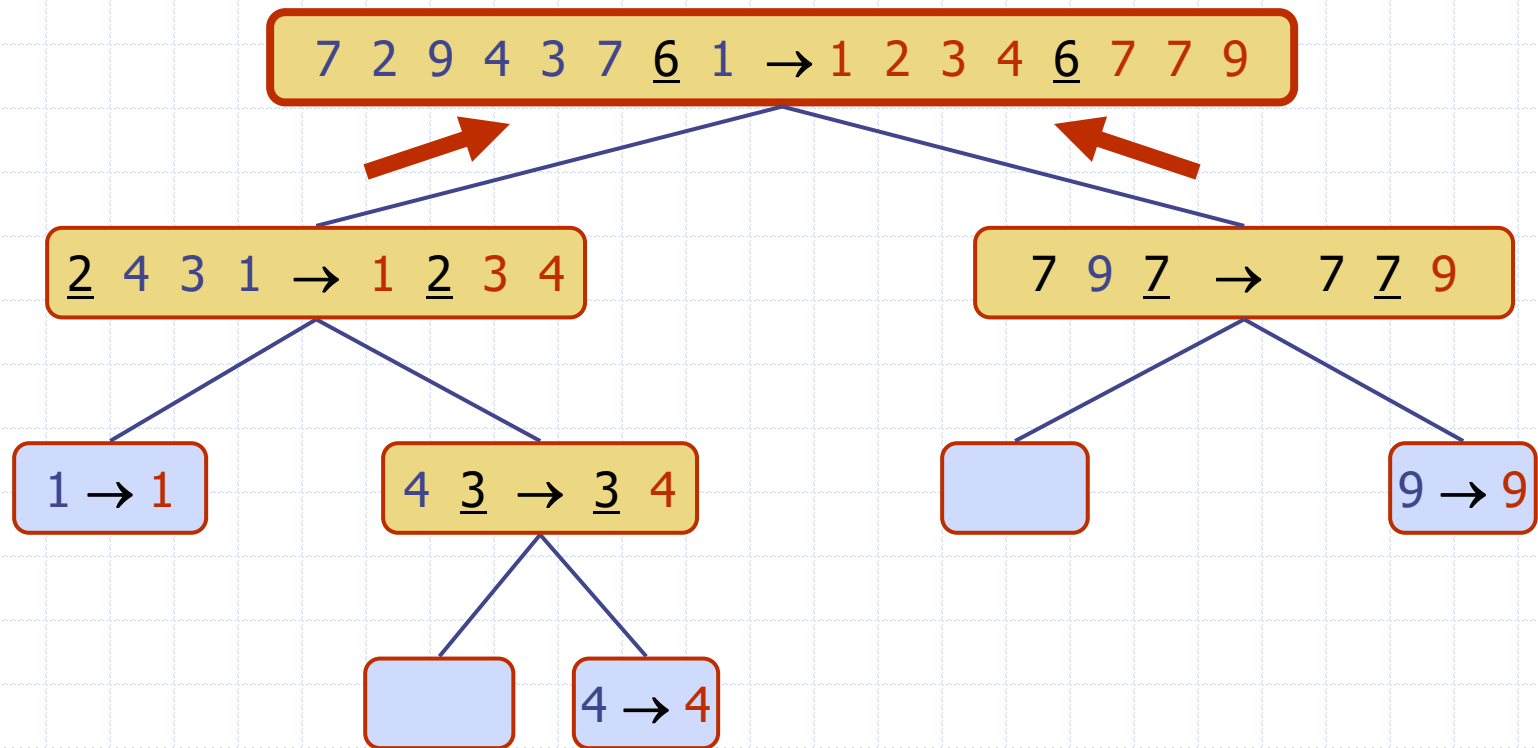 7 2 9 4 3 7 6 1 → 1 2 3 4 6 7 7 9
2 4 3 1 → 1 2 3 4
7 9 7 → 7 7 9
1 → 1
4 3 → 3 4
9 → 9
4 → 4